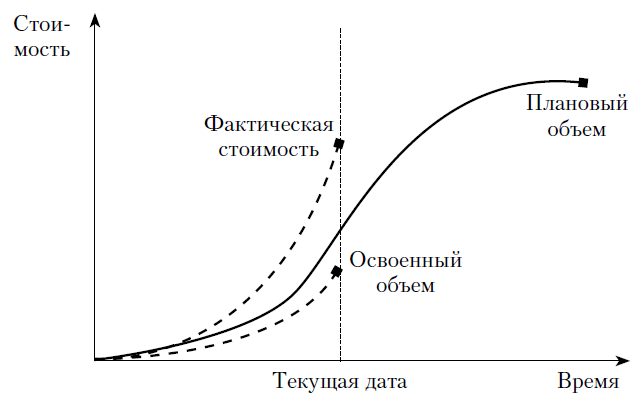 Стои-
мость
Фактическая
стоимость
Плановый
объем
Освоенный
объем
Текущая дата
Время